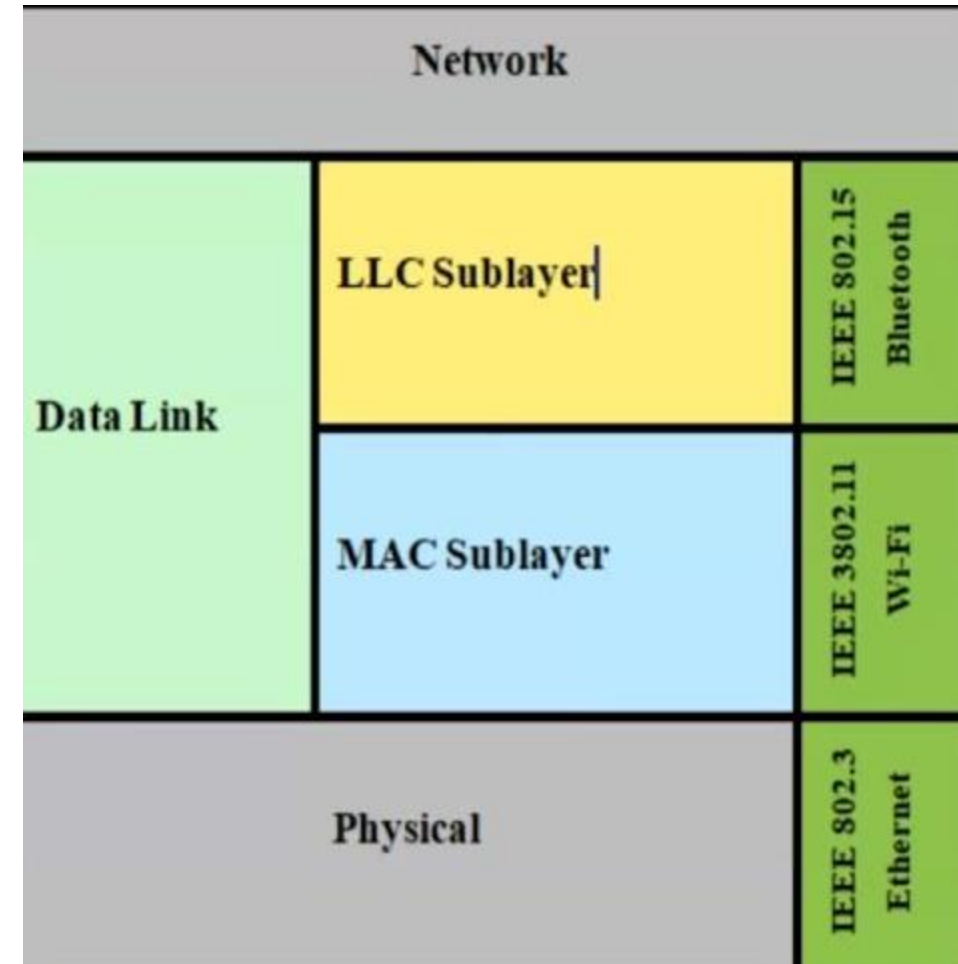 Network
Data Link
LLC Sublayer
IEEE 802.15
Bluetooth
MAC Sublayer
IEEE 3802.11
Wi-Fi
Physical
IEEE 802.3
Ethernet